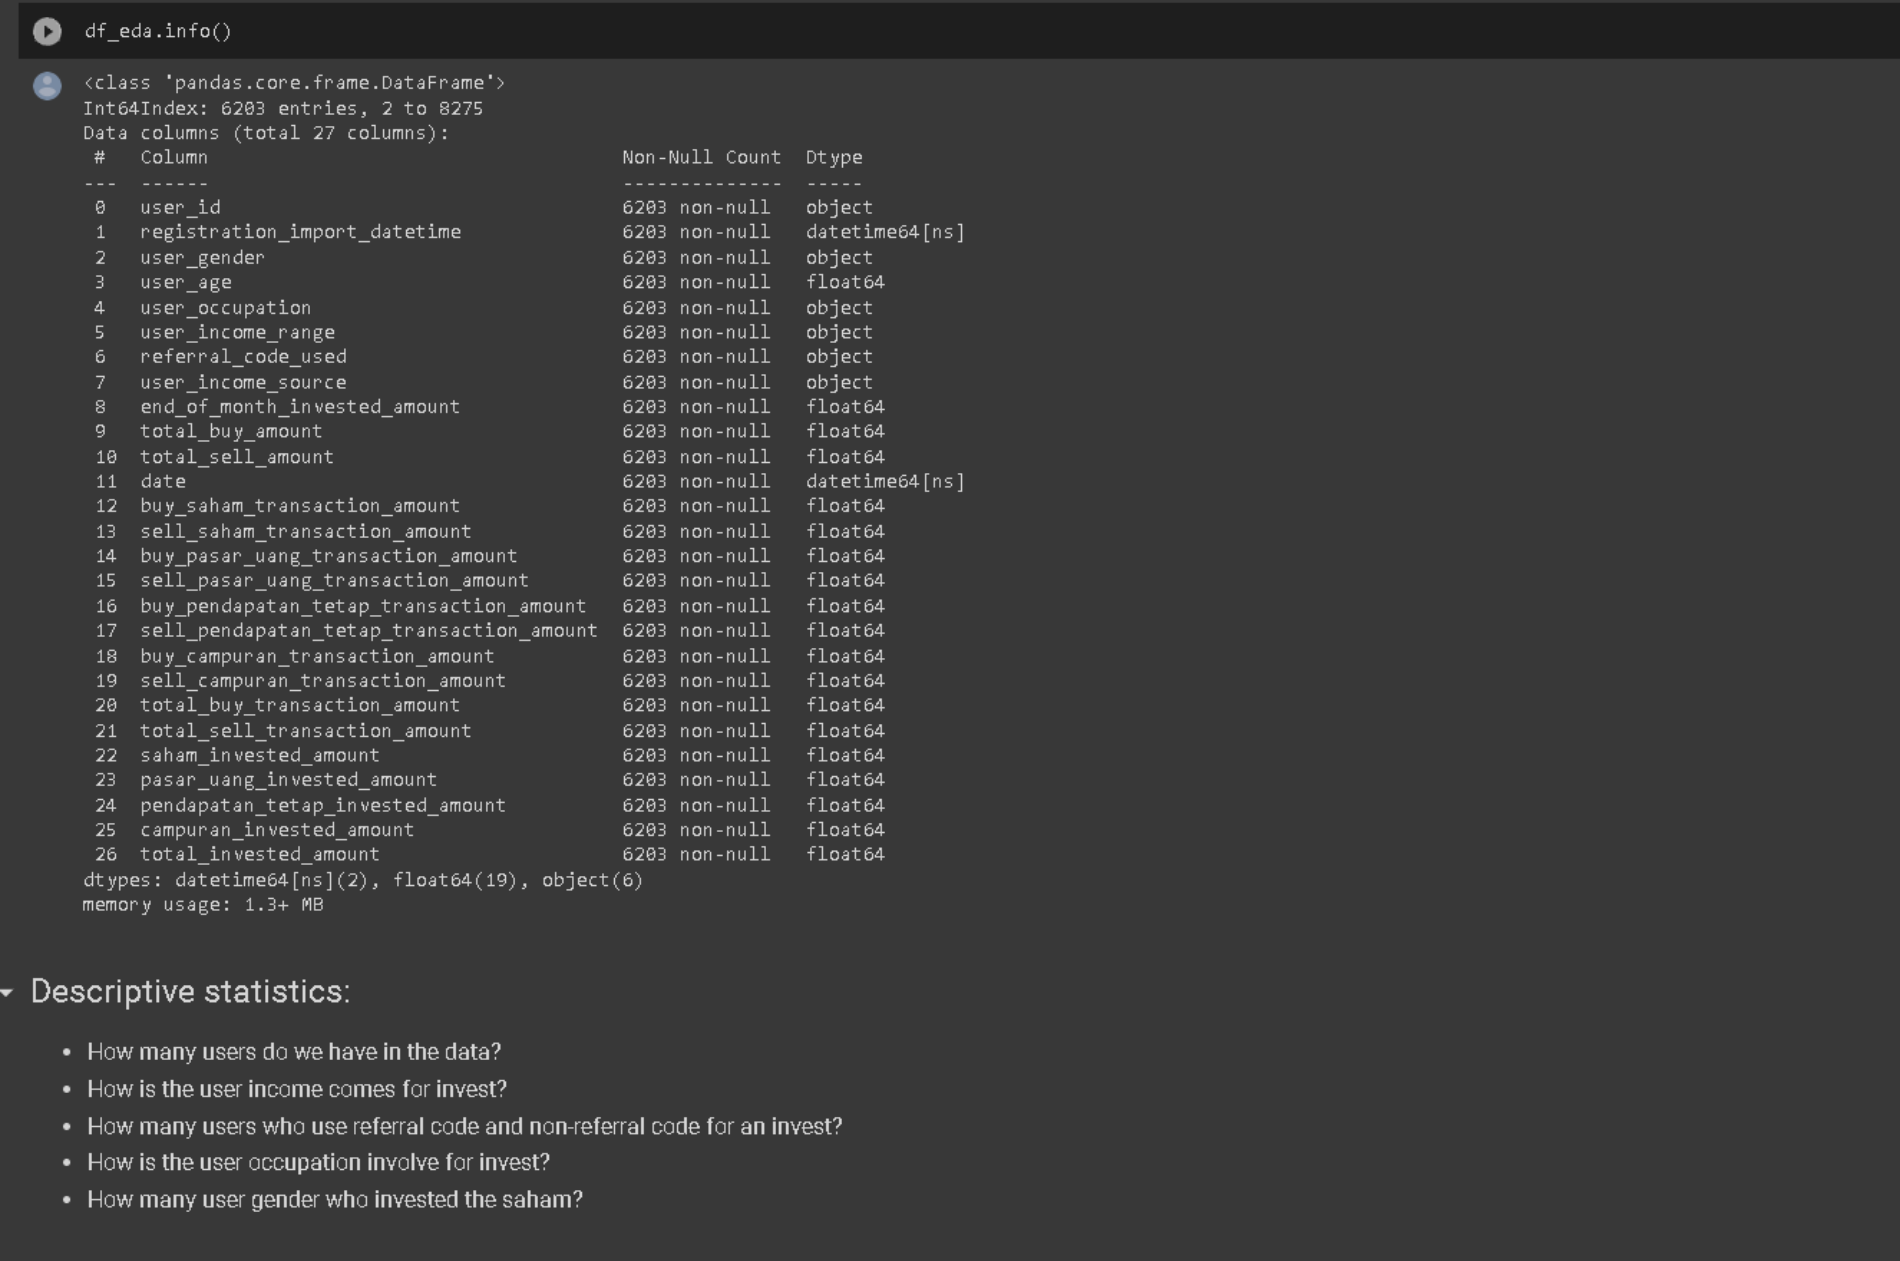 df_eda.info()
<class 'pandas.core.frame.DataFrame'>
Int64Index: 6203 entries, 2 to 8275
Data columns (total 27 columns):
#   Column   Non-Null Count   Dtype
---  ------   --------------   -----
0   user_id   6203 non-null   object
1   registration_import_datetime   6203 non-null   datetime64[ns]
2   user_gender   6203 non-null   object
3   user_age   6203 non-null   float64
4   user_occupation   6203 non-null   object
5   user_income_range   6203 non-null   object
6   referral_code_used   6203 non-null   object
7   user_income_source   6203 non-null   object
8   end_of_month_invested_amount   6203 non-null   float64
9   total_buy_amount   6203 non-null   float64
10   total_sell_amount   6203 non-null   float64
11   date   6203 non-null   datetime64[ns]
12   buy_saham_transaction_amount   6203 non-null   float64
13   sell_saham_transaction_amount   6203 non-null   float64
14   buy_pasar_uang_transaction_amount   6203 non-null   float64
15   sell_pasar_uang_transaction_amount   6203 non-null   float64
16   buy_pendapatan_tetap_transaction_amount   6203 non-null   float64
17   sell_pendapatan_tetap_transaction_amount   6203 non-null   float64
18   buy_campuran_transaction_amount   6203 non-null   float64
19   sell_campuran_transaction_amount   6203 non-null   float64
20   total_buy_transaction_amount   6203 non-null   float64
21   total_sell_transaction_amount   6203 non-null   float64
22   saham_invested_amount   6203 non-null   float64
23   pasar_uang_invested_amount   6203 non-null   float64
24   pendapatan_tetap_invested_amount   6203 non-null   float64
25   campuran_invested_amount   6203 non-null   float64
26   total_invested_amount   6203 non-null   float64
dtypes: datetime64[ns](2), float64(19), object(6)
memory usage: 1.3+ MB
Descriptive statistics:
• How many users do we have in the data?
• How is the user income comes for invest?
• How many users who use referral code and non-referral code for an invest?
• How is the user occupation involve for invest?
• How many user gender who invested the saham?